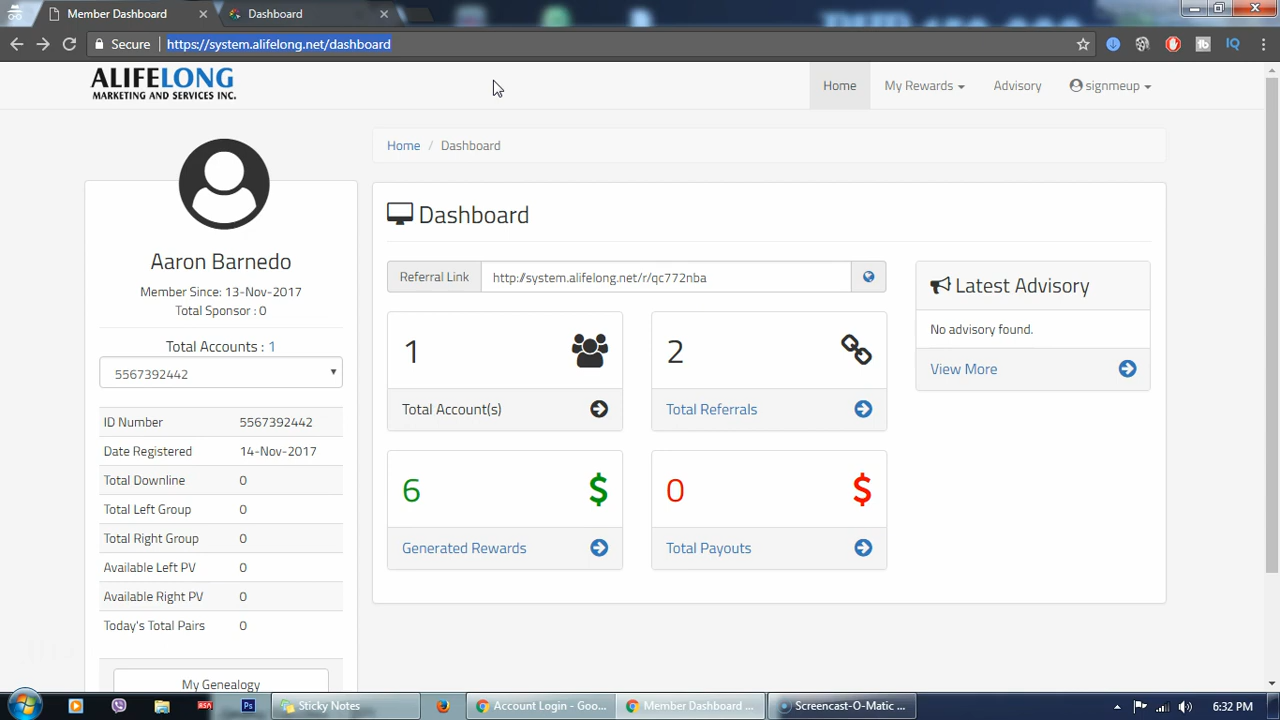 Member Dashboard
Dashboard
Secure
https://system.alifelong.net/dashboard
ALIFELONG
MARKETING AND SERVICES INC.
Home
My Rewards
Advisory
signmeup
Aaron Barnedo
Member Since: 13-Nov-2017
Total Sponsor : 0
Total Accounts : 1
5567392442
ID Number 5567392442
Date Registered 14-Nov-2017
Total Downline 0
Total Left Group 0
Total Right Group 0
Available Left PV 0
Available Right PV 0
Today's Total Pairs 0
My Genealogy
Home / Dashboard
Dashboard
Referral Link http://system.alifelong.net/r/qc772nba
1
Total Account(s)
2
Total Referrals
6
Generated Rewards
0
Total Payouts
Latest Advisory
No advisory found.
View More
Sticky Notes
Account Login - Goo...
Member Dashboard ...
Screencast-O-Matic ...
6:32 PM